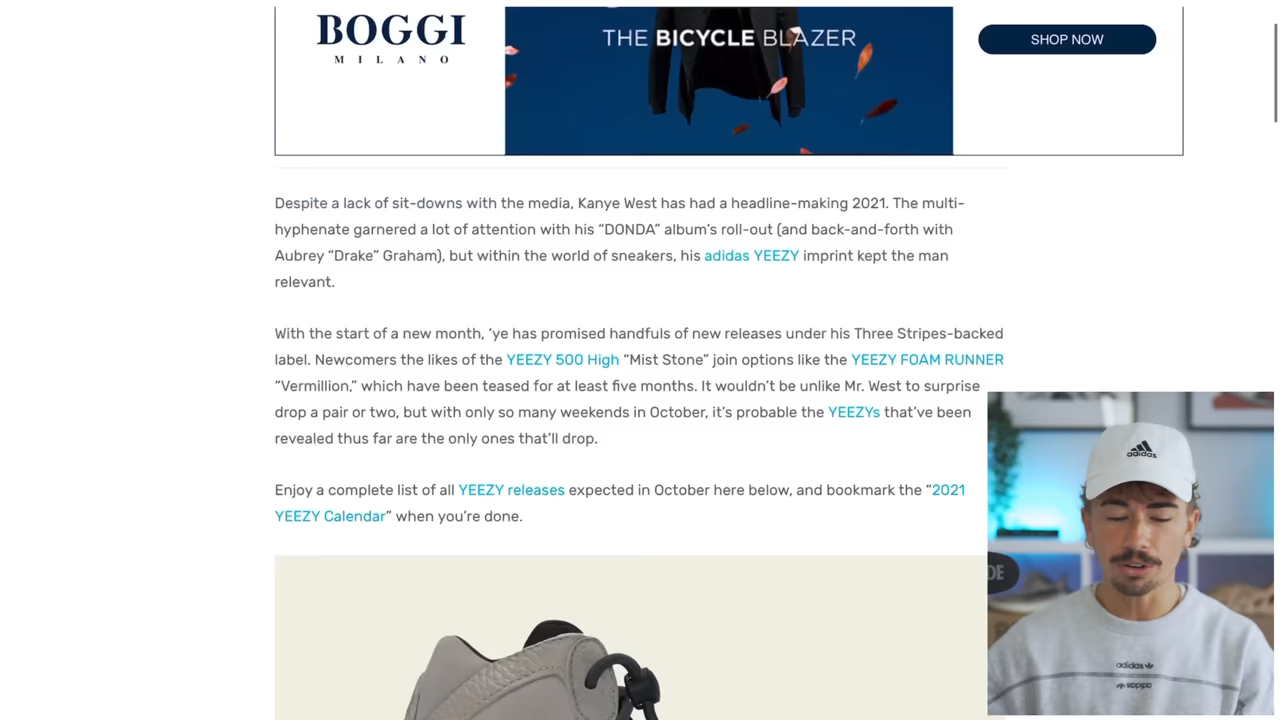 BOGGI
MILANO
THE BICYCLE BLAZER
SHOP NOW
Despite a lack of sit-downs with the media, Kanye West has had a headline-making 2021. The multi-
hyphenate garnered a lot of attention with his “DONDA” album’s roll-out (and back-and-forth with
Aubrey “Drake” Graham), but within the world of sneakers, his adidas YEEZY imprint kept the man
relevant.
With the start of a new month, ‘ye has promised handfuls of new releases under his Three Stripes-backed
label. Newcomers the likes of the YEEZY 500 High “Mist Stone” join options like the YEEZY FOAM RUNNER
“Vermillion,” which have been teased for at least five months. It wouldn’t be unlike Mr. West to surprise
drop a pair or two, but with only so many weekends in October, it’s probable the YEEZYs that’ve been
revealed thus far are the only ones that’ll drop.
Enjoy a complete list of all YEEZY releases expected in October here below, and bookmark the “2021
YEEZY Calendar” when you’re done.
adidas
DE
adidas
adidas